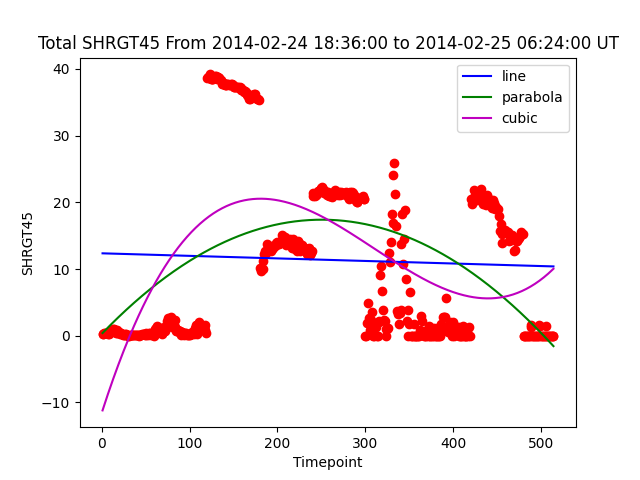 Total SHRGT45 From 2014-02-24 18:36:00 to 2014-02-25 06:24:00 UT
line
parabola
cubic
SHRGT45
40
30
20
10
0
−10
0 100 200 300 400 500
Timepoint